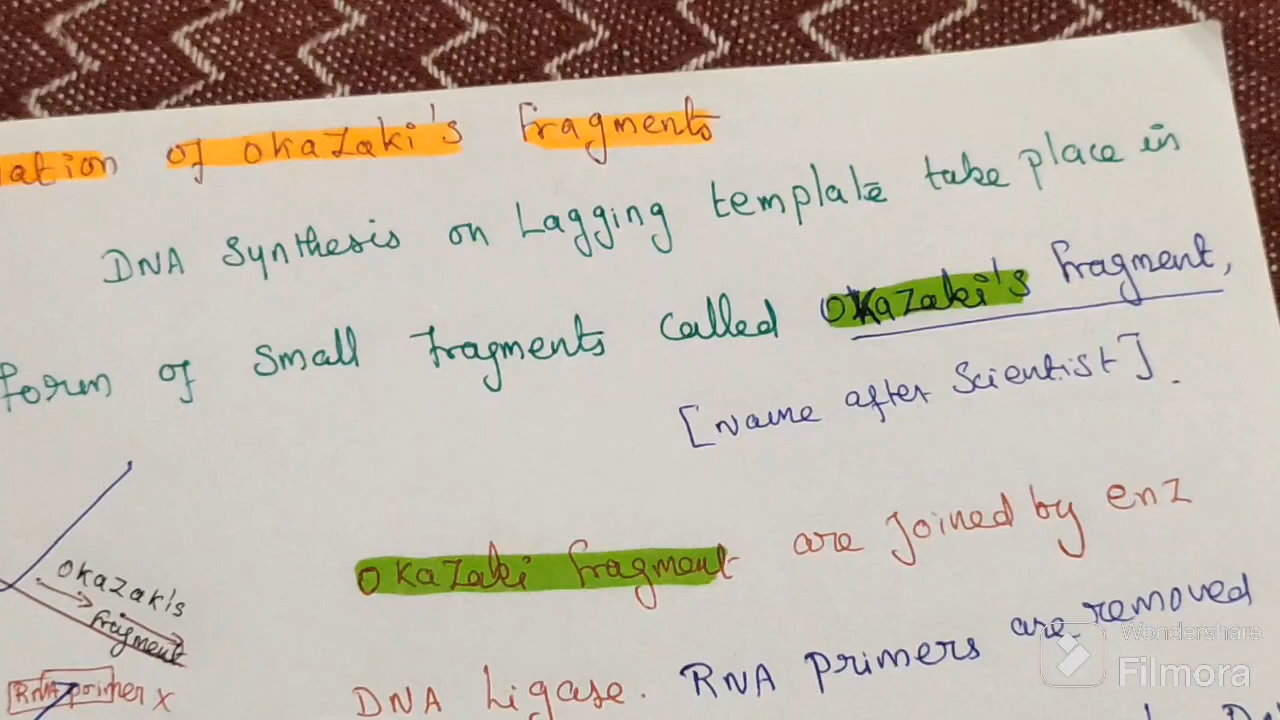 ation of Okazaki's fragments
DNA Synthesis on Lagging template take place in
form of small fragments called Okazaki's fragment,
[Name after Scientist].
Okazaki's
fragment
Okazaki fragment are joined by enz
RNA primer X
DNA Ligase. RNA primers are removed
Wondershare
Filmora